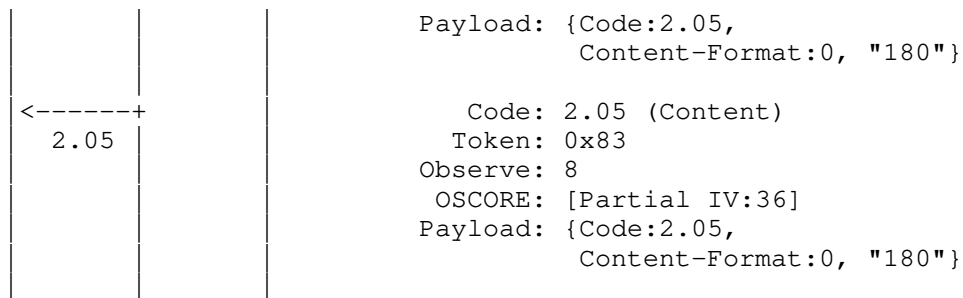 |       |       |         Payload: {Code:2.05,
|       |       |                   Content-Format:0, "180"}
|       |       |
|<------+       |            Code: 2.05 (Content)
|  2.05 |       |           Token: 0x83
|       |       |         Observe: 8
|       |       |          OSCORE: [Partial IV:36]
|       |       |         Payload: {Code:2.05,
|       |       |                   Content-Format:0, "180"}
|       |       |